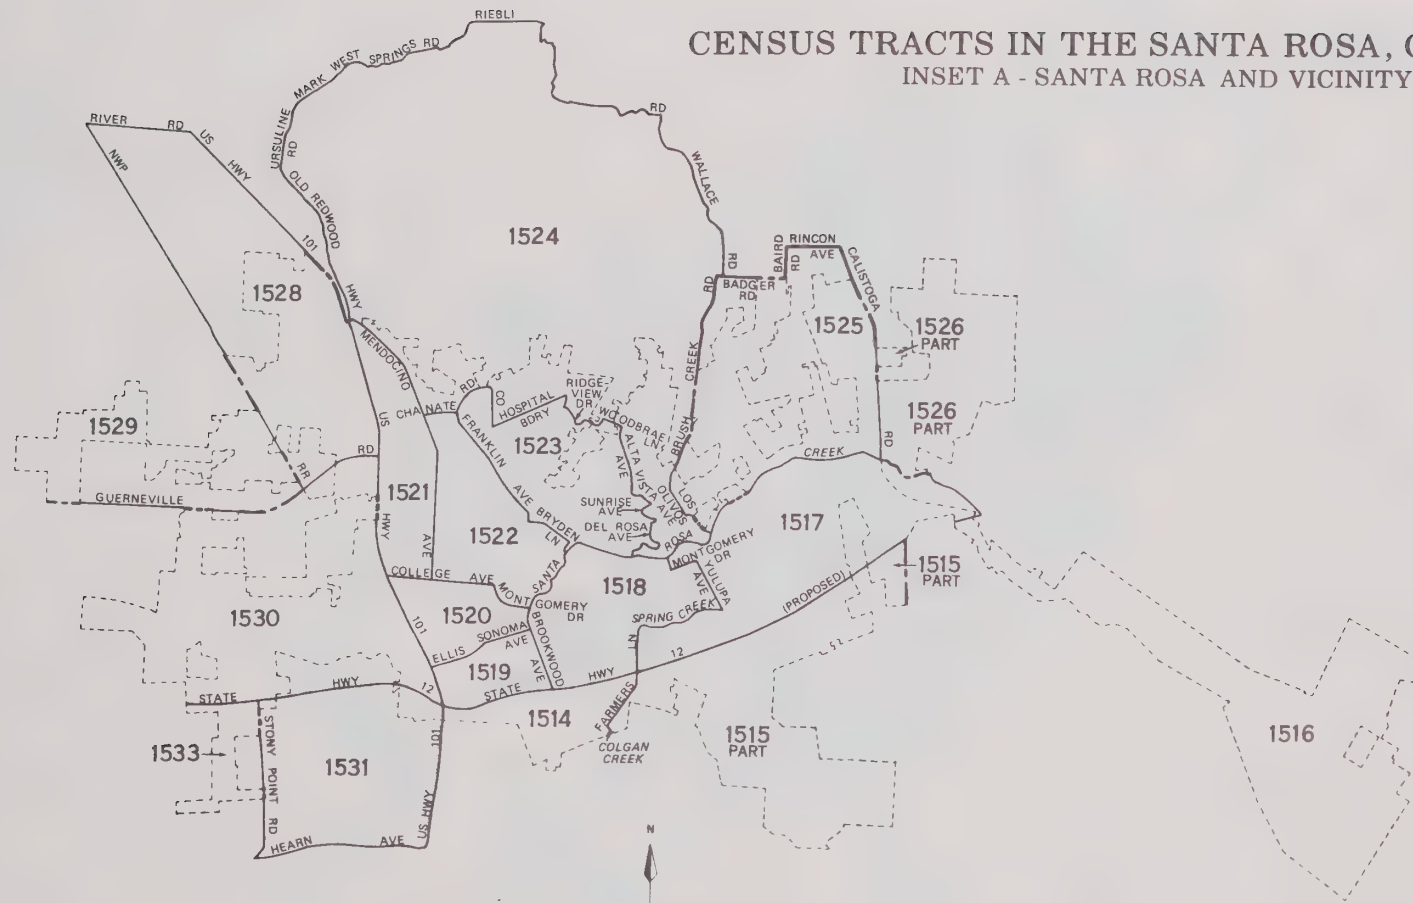 CENSUS TRACTS IN THE SANTA ROSA,
INSET A - SANTA ROSA AND VICINITY
RIEBLI
MARK WEST SPRINGS RD
URSULINE RD
RIVER RD
US HWY 101
NWP
OLD REDWOOD HWY
RD
WALLACE RD
1524
BAIRD RD
RINCON AVE
CALISTOGA
BADGER RD
1528
1525
1526 PART
MENDOCINO
BRUSH CREEK RD
CHANATE RD
CO HOSPITAL BDRY
RIDGE-
VIEW
DR
WOODBRAE LN
1526
PART
1529
US
RD
RR
1523
FRANKLIN AVE
ALTA VISTA AVE
CREEK
RD
GUERNEVILLE
1521
HWY
AVE
BRYDEN LN
SUNRISE
AVE
LOS OLIVOS AVE
DEL ROSA
AVE
ROSA
1517
1522
MONTGOMERY
DR
1515
PART
COLLEGE AVE
SANTA
1518
YULUPA AVE
(PROPOSED)
1530
101
1520
MONTGOMERY
DR
SPRING CREEK
SONOMA
AVE
BROOKWOOD AVE
ELLIS
1519
LN
12
STATE HWY 12
STATE HWY
1514
FARMERS
COLGAN
CREEK
1515
PART
1516
1533
STONY POINT RD
1531
101
US HWY
HEARN AVE
N